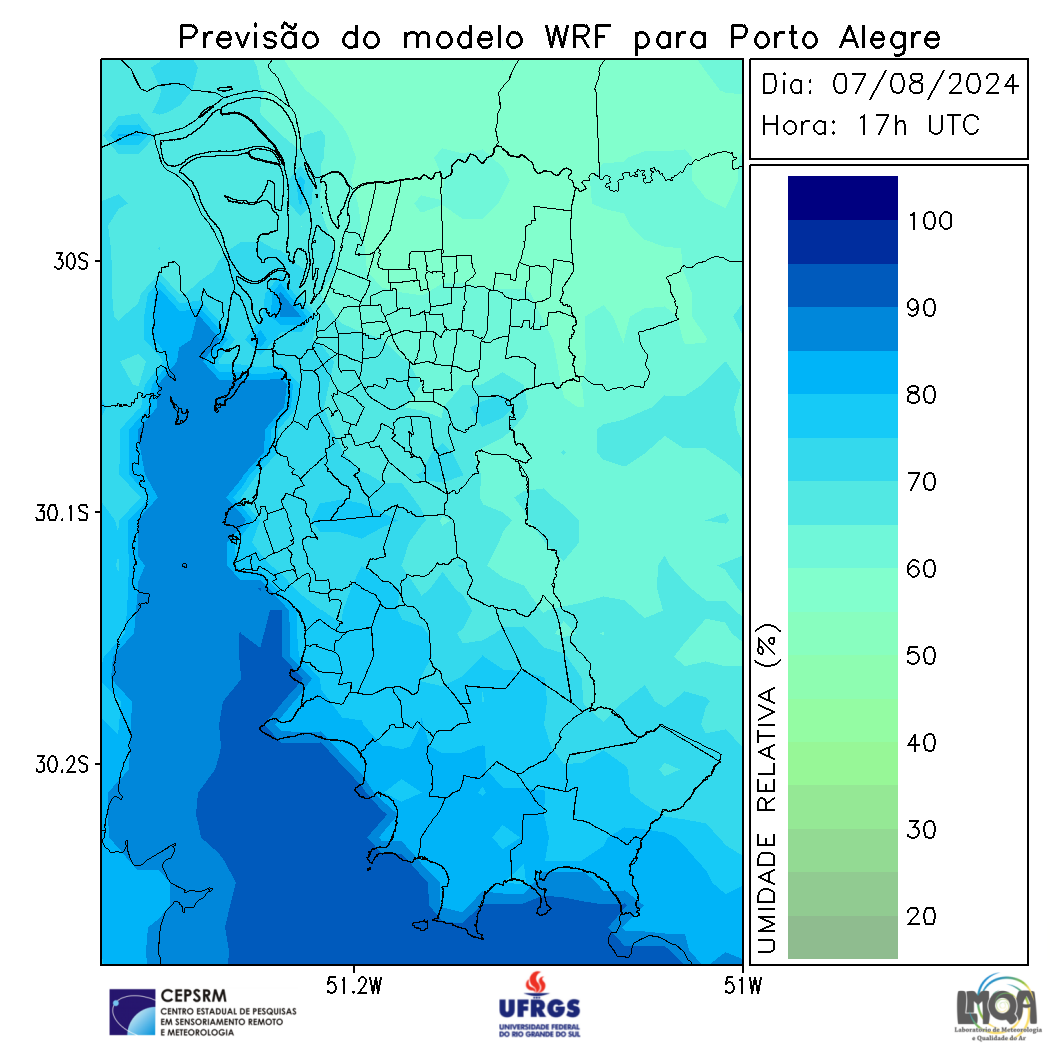 Previsão do modelo WRF para Porto Alegre
Dia: 07/08/2024
Hora: 17h UTC
30S
30.1S
30.2S
51.2W
51W
UMIDADE RELATIVA (%)
100
90
80
70
60
50
40
30
20
CEPSRM
CENTRO ESTADUAL DE PESQUISAS
EM SENSORIAMENTO REMOTO
E METEOROLOGIA
UFRGS
UNIVERSIDADE FEDERAL
DO RIO GRANDE DO SUL
LMQA
Laboratório de Meteorologia
e Qualidade do Ar